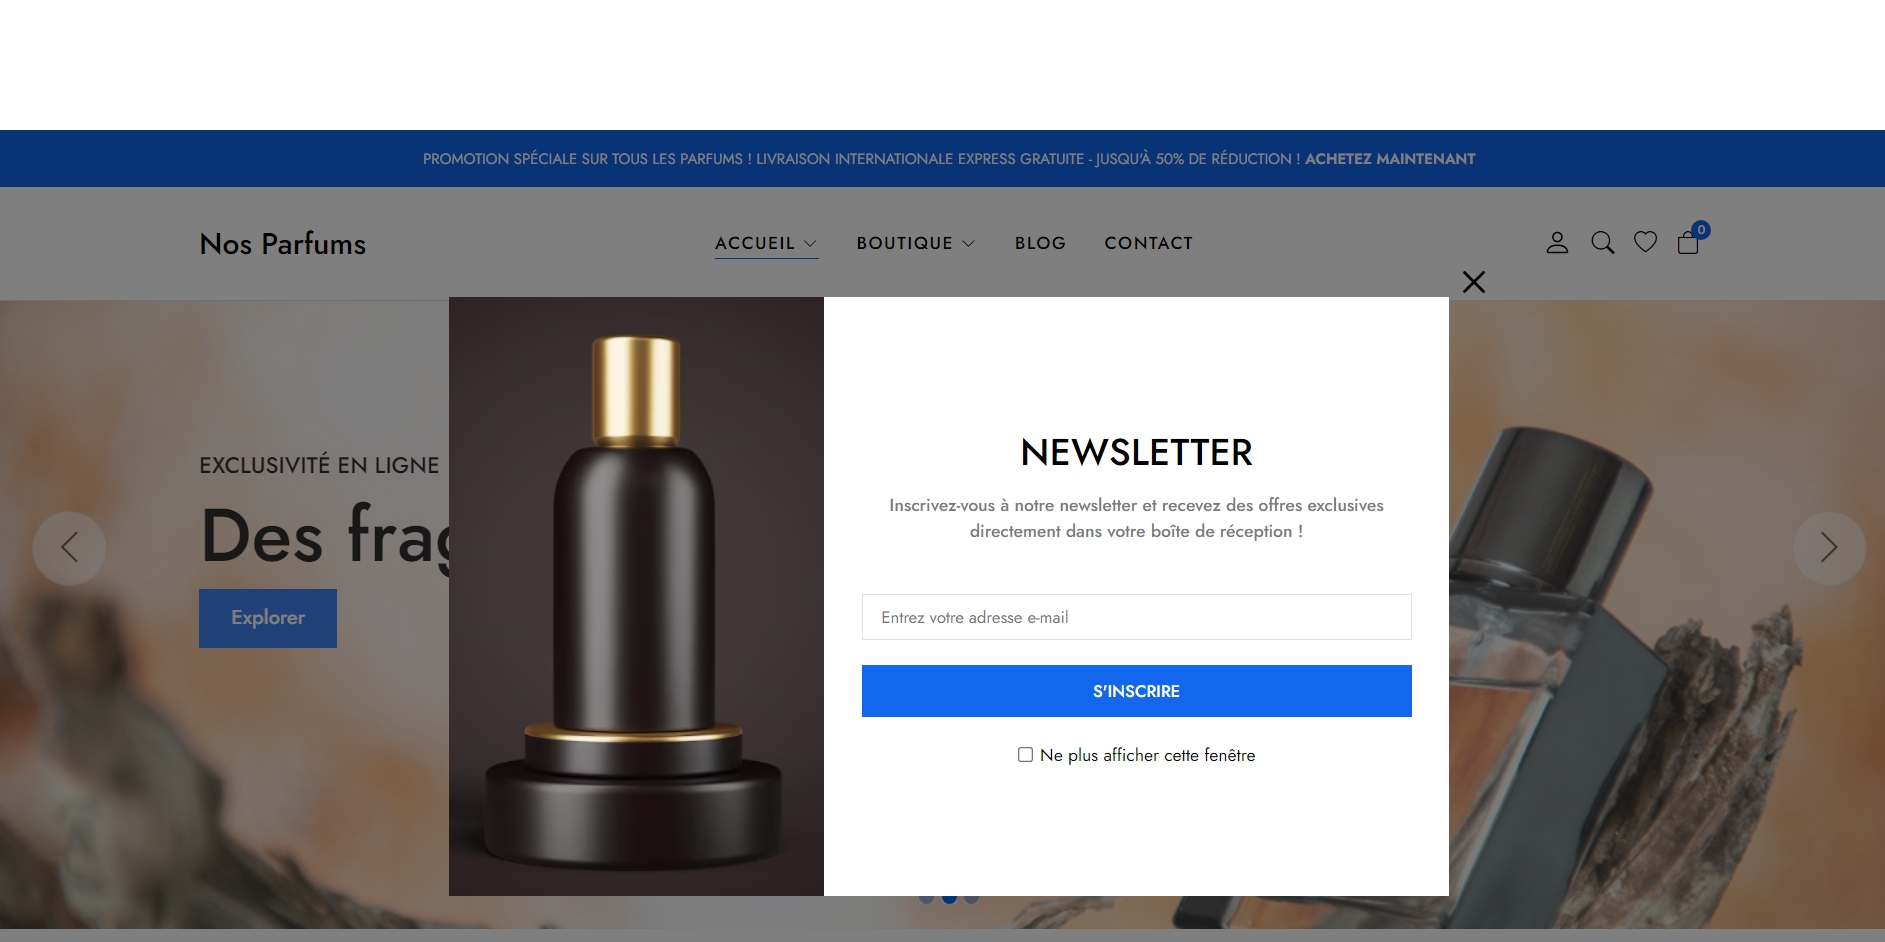 PROMOTION SPÉCIALE SUR TOUS LES PARFUMS ! LIVRAISON INTERNATIONALE EXPRESS GRATUITE - JUSQU'À 50% DE RÉDUCTION ! ACHETEZ MAINTENANT
Nos Parfums
ACCUEIL BOUTIQUE BLOG CONTACT
0
EXCLUSIVITÉ EN LIGNE
Des
Explorer
NEWSLETTER
Inscrivez-vous à notre newsletter et recevez des offres exclusives
directement dans votre boîte de réception !
Entrez votre adresse e-mail
S'INSCRIRE
Ne plus afficher cette fenêtre